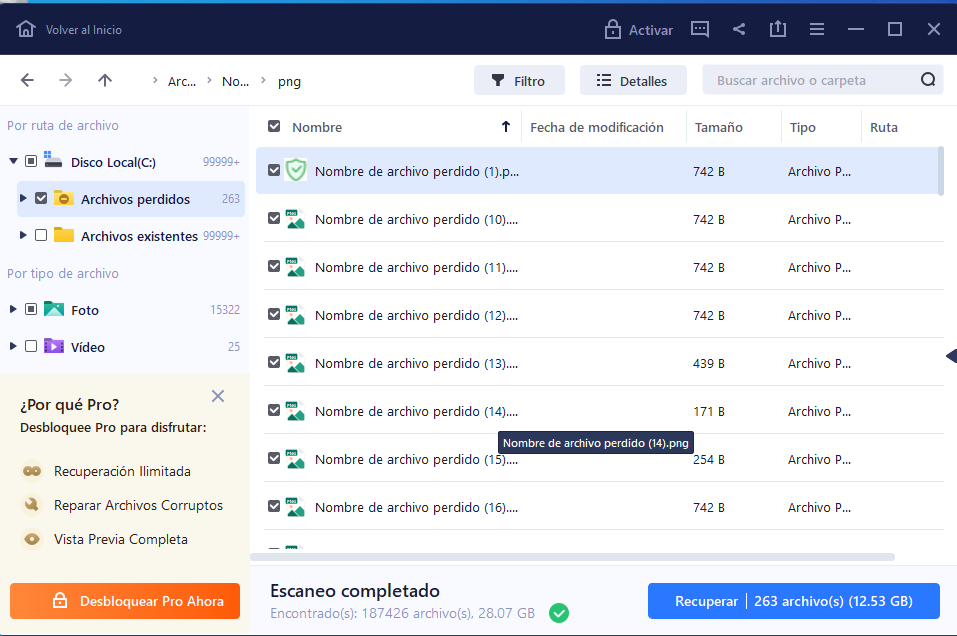 Volver al Inicio
Activar
Arc... No... png
Filtro
Detalles
Buscar archivo o carpeta
Por ruta de archivo
Disco Local(C:) 99999+
Archivos perdidos 263
Archivos existentes 99999+
Por tipo de archivo
Foto 15322
Vídeo 25
¿Por qué Pro?
Desbloquee Pro para disfrutar:
Recuperación Ilimitada
Reparar Archivos Corruptos
Vista Previa Completa
Desbloquear Pro Ahora
Nombre Fecha de modificación Tamaño Tipo Ruta
Nombre de archivo perdido (1).p... 742 B Archivo P...
Nombre de archivo perdido (10).... 742 B Archivo P...
Nombre de archivo perdido (11).... 742 B Archivo P...
Nombre de archivo perdido (12).... 742 B Archivo P...
Nombre de archivo perdido (13).... 439 B Archivo P...
Nombre de archivo perdido (14).... 171 B Archivo P...
Nombre de archivo perdido (14).png
Nombre de archivo perdido (15).... 254 B Archivo P...
Nombre de archivo perdido (16).... 742 B Archivo P...
Escaneo completado
Encontrado(s): 187426 archivo(s), 28.07 GB
Recuperar | 263 archivo(s) (12.53 GB)